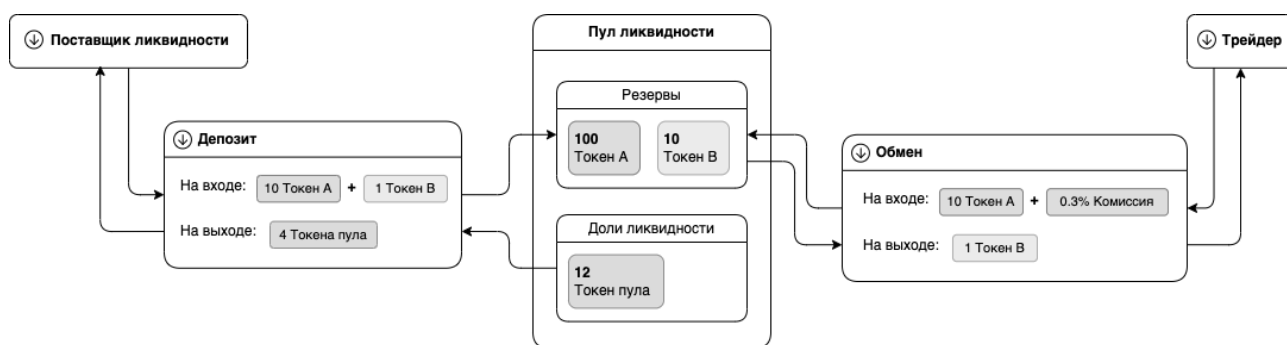 Поставщик ликвидности
Депозит
На входе: 10 Токен A + 1 Токен B
На выходе: 4 Токена пула
Пул ликвидности
Резервы
100
Токен A
10
Токен B
Доли ликвидности
12
Токен пула
Трейдер
Обмен
На входе: 10 Токен A + 0.3% Комиссия
На выходе: 1 Токен B